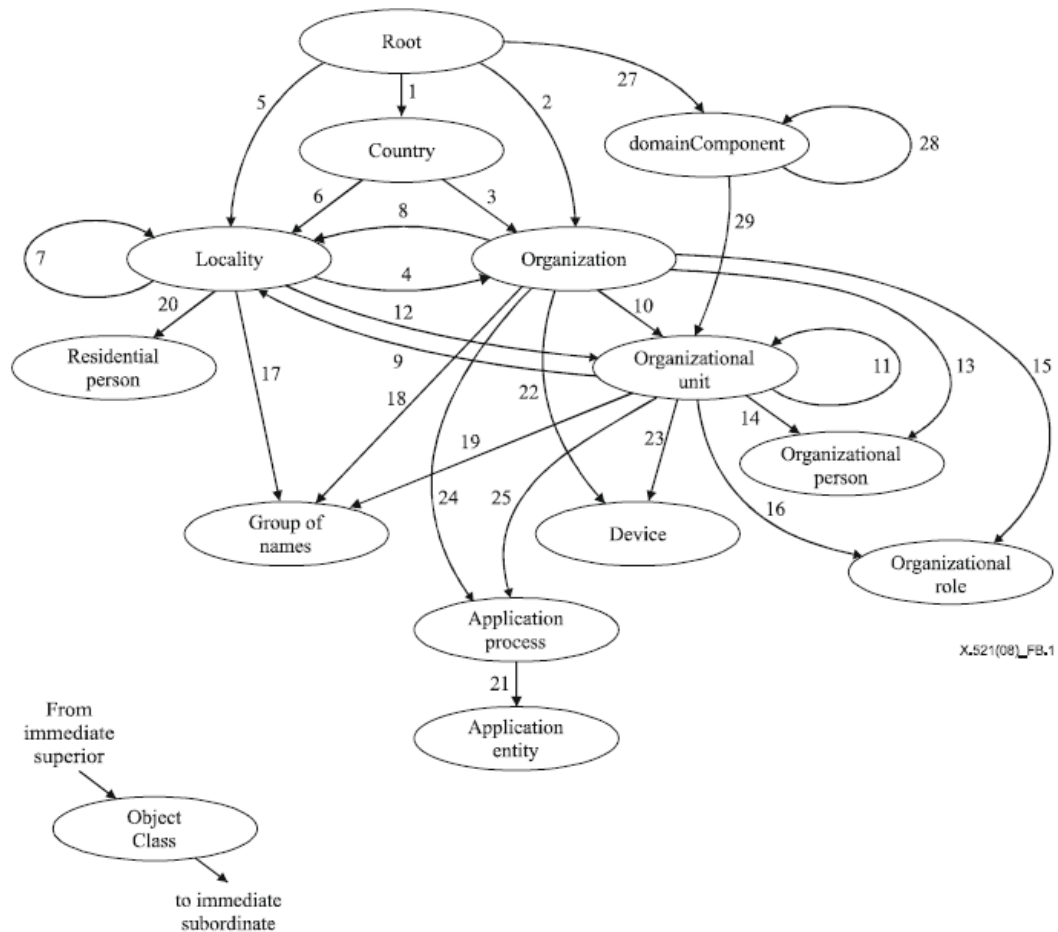 Root
1
27
5
2
Country
domainComponent
28
6
3
8
29
7
Locality
Organization
4
20
12
10
Residential
person
Organizational
unit
11
13
15
17
9
18
22
14
19
23
Organizational
person
24
25
16
Group of
names
Device
Organizational
role
Application
process
X.521(08)_FB.1
21
Application
entity
From
immediate
superior
Object
Class
to immediate
subordinate